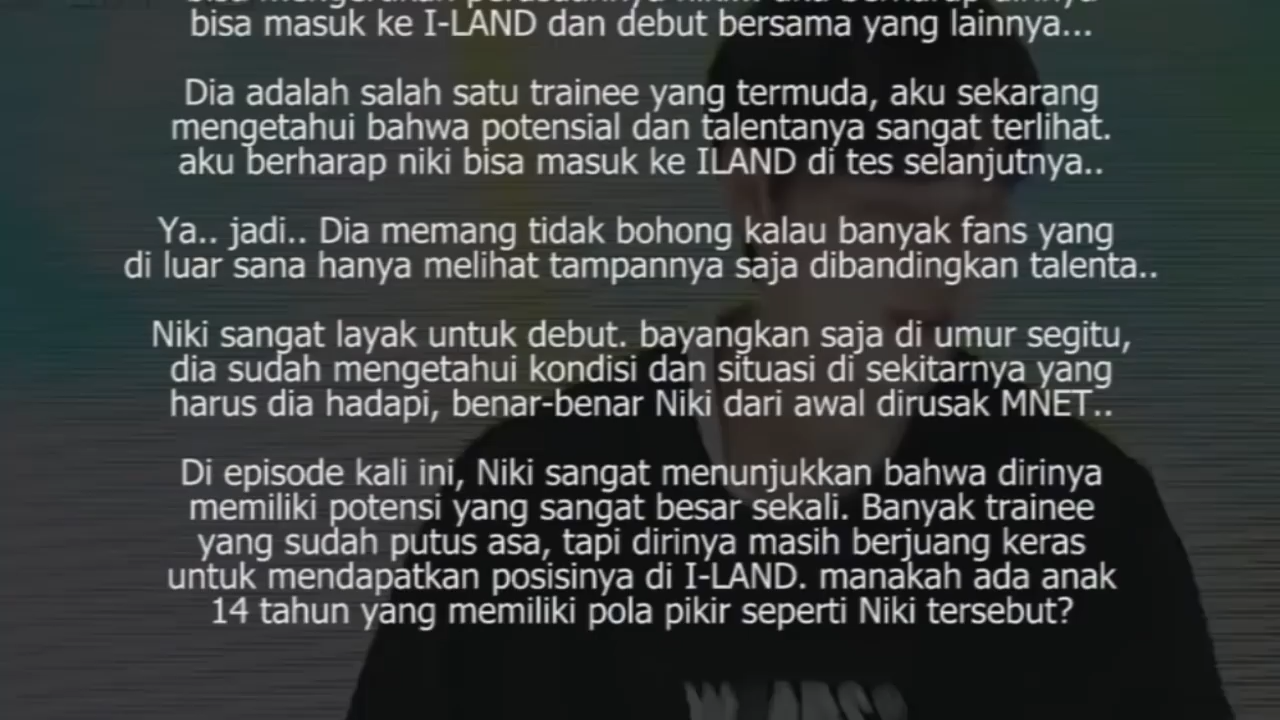 bisa masuk ke I-LAND dan debut bersama yang lainnya...
Dia adalah salah satu trainee yang termuda, aku sekarang
mengetahui bahwa potensial dan talentanya sangat terlihat.
aku berharap niki bisa masuk ke ILAND di tes selanjutnya..
Ya.. jadi.. Dia memang tidak bohong kalau banyak fans yang
di luar sana hanya melihat tampannya saja dibandingkan talenta..
Niki sangat layak untuk debut. bayangkan saja di umur segitu,
dia sudah mengetahui kondisi dan situasi di sekitarnya yang
harus dia hadapi, benar-benar Niki dari awal dirusak MNET..
Di episode kali ini, Niki sangat menunjukkan bahwa dirinya
memiliki potensi yang sangat besar sekali. Banyak trainee
yang sudah putus asa, tapi dirinya masih berjuang keras
untuk mendapatkan posisinya di I-LAND. manakah ada anak
14 tahun yang memiliki pola pikir seperti Niki tersebut?